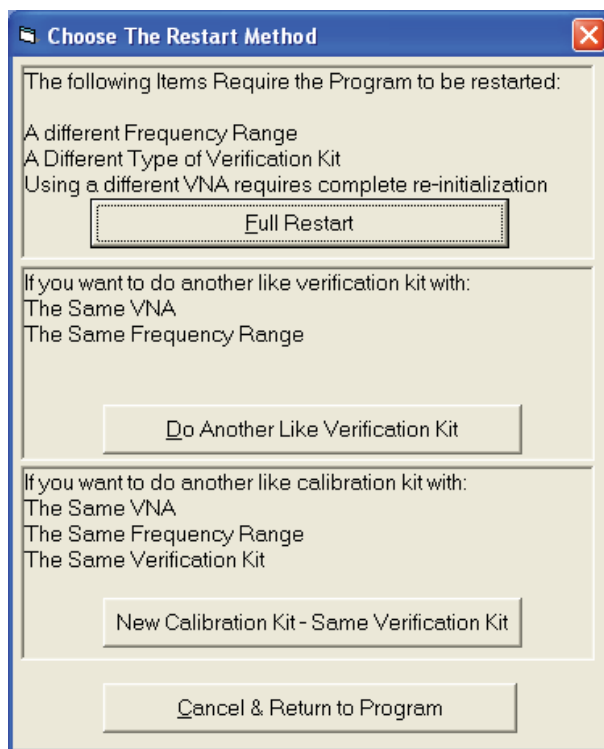 Choose The Restart Method
The following Items Require the Program to be restarted:
A different Frequency Range
A Different Type of Verification Kit
Using a different VNA requires complete re-initialization
Full Restart
If you want to do another like verification kit with:
The Same VNA
The Same Frequency Range
Do Another Like Verification Kit
If you want to do another like calibration kit with:
The Same VNA
The Same Frequency Range
The Same Verification Kit
New Calibration Kit - Same Verification Kit
Cancel & Return to Program